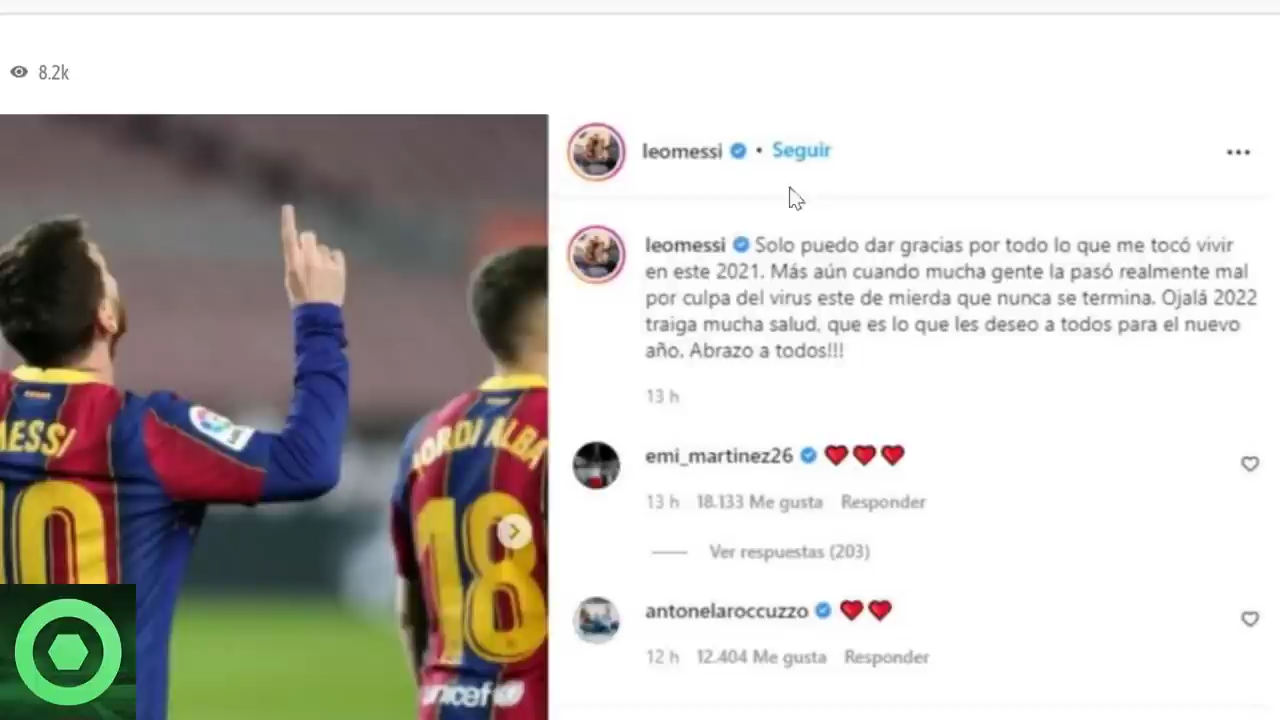 8.2k
leomessi • Seguir
leomessi Solo puedo dar gracias por todo lo que me tocó vivir
en este 2021. Más aún cuando mucha gente la pasó realmente mal
por culpa del virus este de mierda que nunca se termina. Ojalá 2022
traiga mucha salud, que es lo que les deseo a todos para el nuevo
año. Abrazo a todos!!!
13 h
emi_martinez26 ❤️❤️❤️
13 h 18.133 Me gusta Responder
Ver respuestas (203)
antonelaroccuzzo ❤️❤️
12 h 12.404 Me gusta Responder
MESSI
10
JORDI ALBA
18
unicef